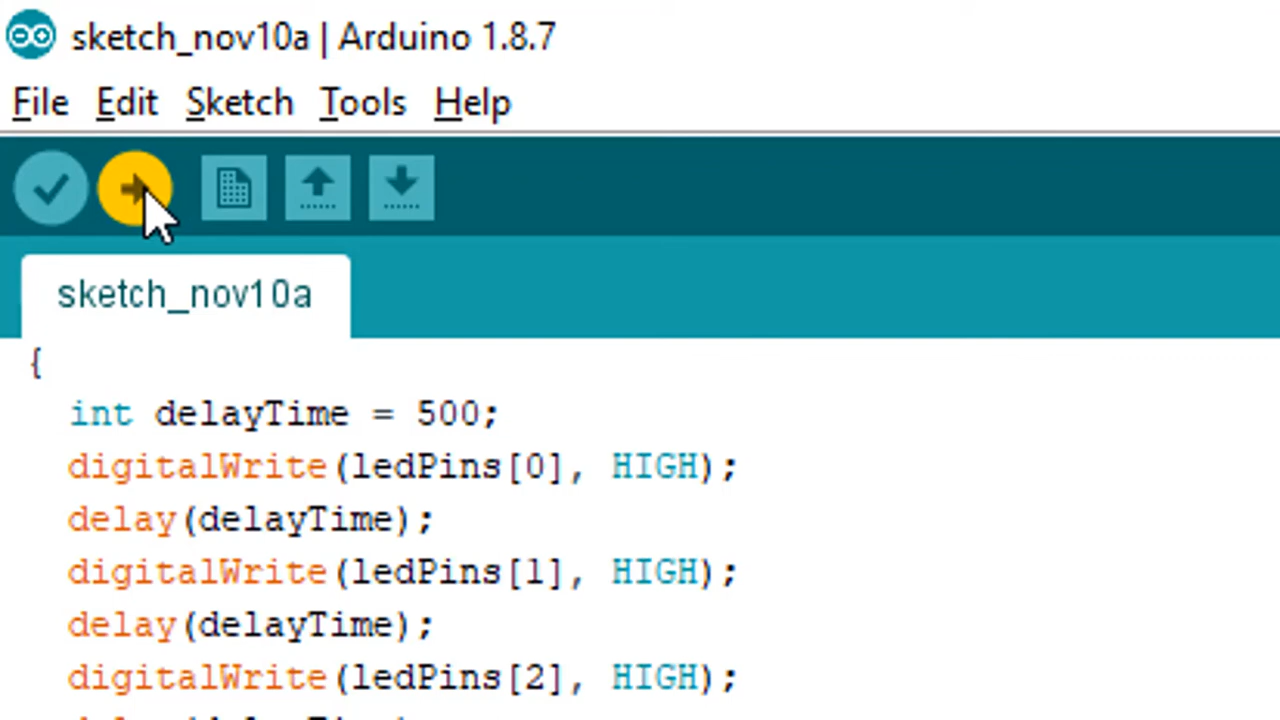 sketch_nov10a | Arduino 1.8.7
File Edit Sketch Tools Help
sketch_nov10a
{
int delayTime = 500;
digitalWrite(ledPins[0], HIGH);
delay(delayTime);
digitalWrite(ledPins[1], HIGH);
delay(delayTime);
digitalWrite(ledPins[2], HIGH);